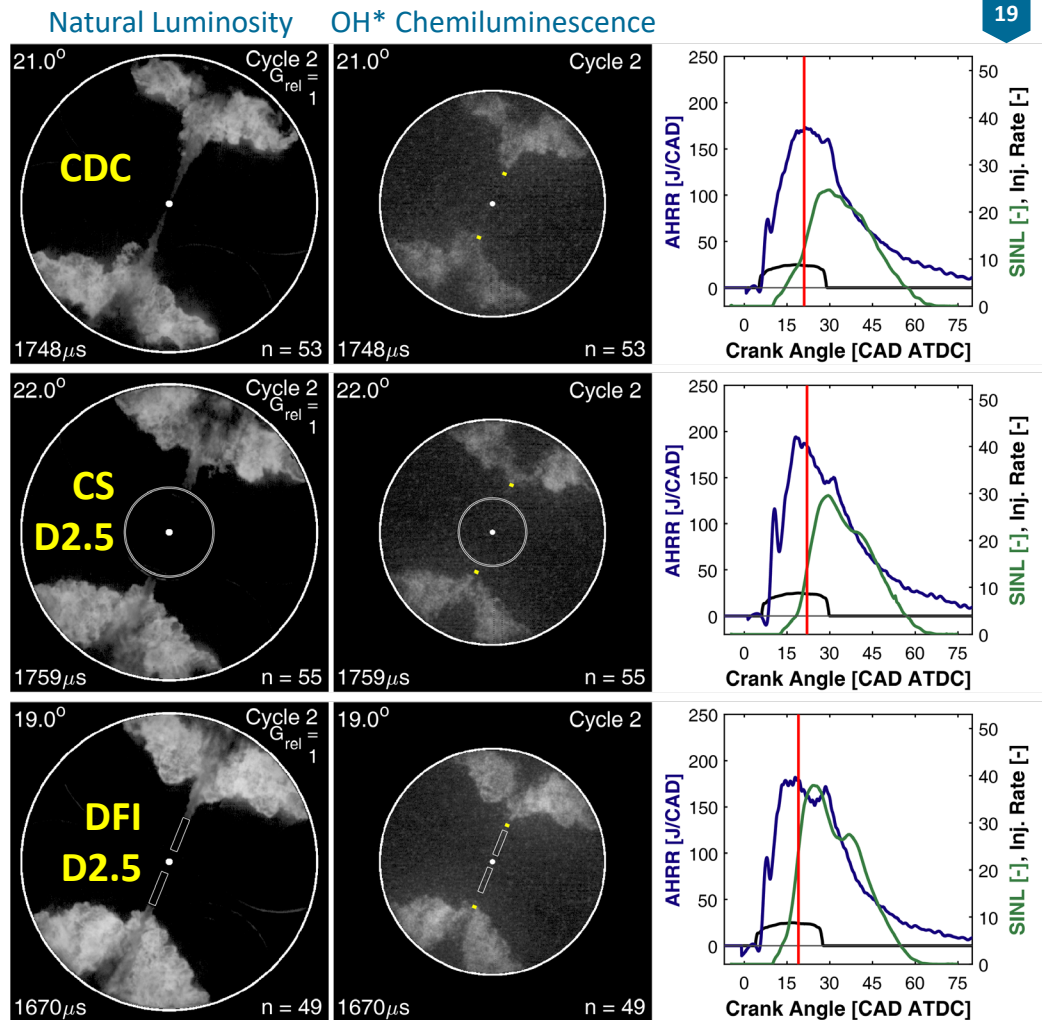 Natural Luminosity
OH* Chemiluminescence
19
21.0°
Cycle 2
G_rel =
1
CDC
1748µs
n = 53
21.0°
Cycle 2
1748µs
n = 53
250
200
150
100
50
0
AHRR [J/CAD]
50
40
30
20
10
0
SINL [-], Inj. Rate [-]
0 15 30 45 60 75
Crank Angle [CAD ATDC]
22.0°
Cycle 2
G_rel =
1
CS
D2.5
1759µs
n = 55
22.0°
Cycle 2
1759µs
n = 55
250
200
150
100
50
0
AHRR [J/CAD]
50
40
30
20
10
0
SINL [-], Inj. Rate [-]
0 15 30 45 60 75
Crank Angle [CAD ATDC]
19.0°
Cycle 2
G_rel =
1
DFI
D2.5
1670µs
n = 49
19.0°
Cycle 2
1670µs
n = 49
250
200
150
100
50
0
AHRR [J/CAD]
50
40
30
20
10
0
SINL [-], Inj. Rate [-]
0 15 30 45 60 75
Crank Angle [CAD ATDC]